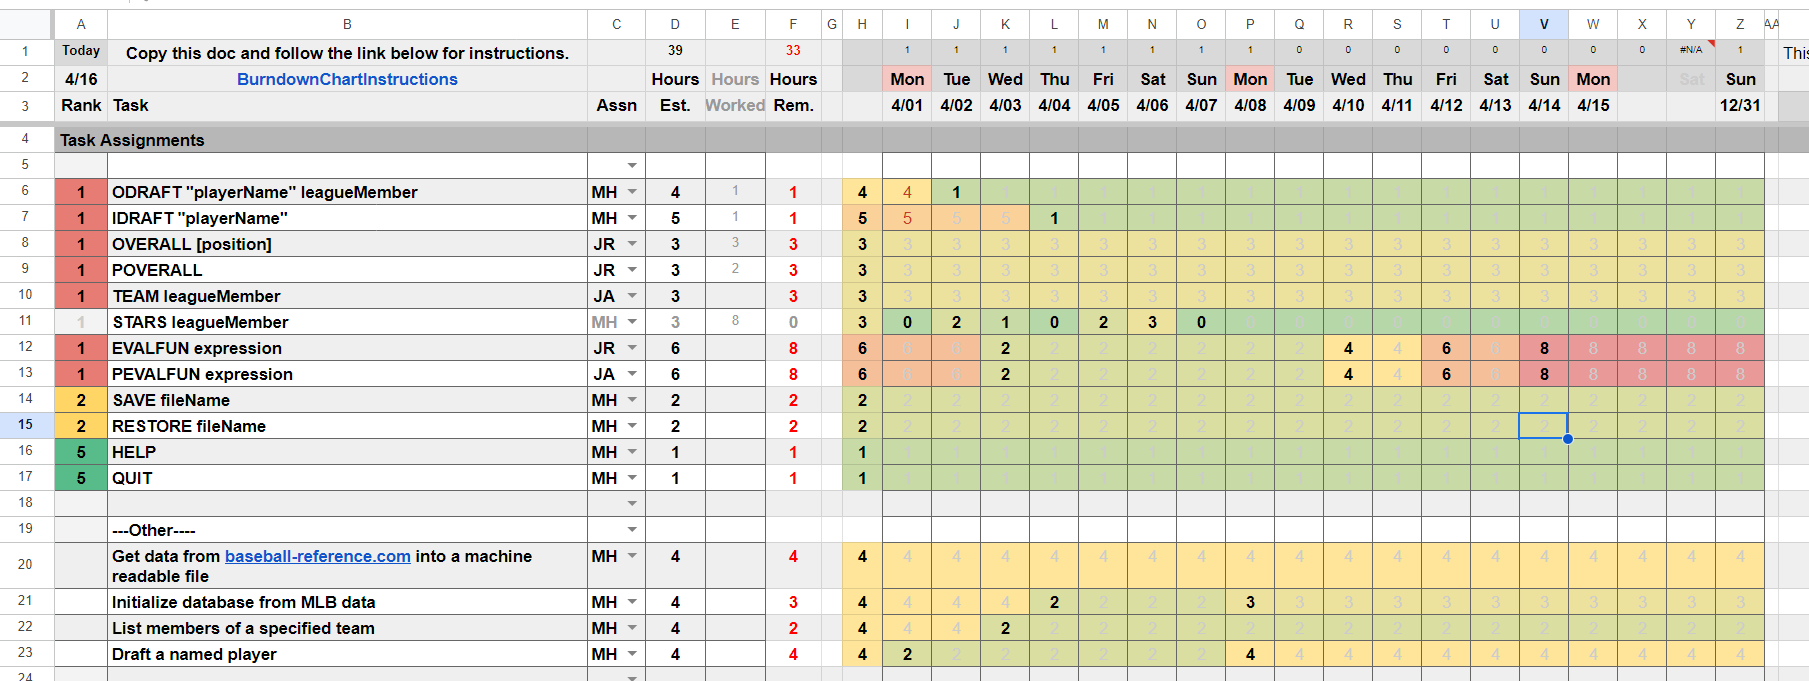 A B C D E F G H I J K L M N O P Q R S T U V W X Y Z AA
1 Today Copy this doc and follow the link below for instructions. 39 33 1 1 1 1 1 1 1 1 0 0 0 0 0 0 0 0 #N/A 1 This
2 4/16 BurndownChartInstructions Hours Hours Hours Mon Tue Wed Thu Fri Sat Sun Mon Tue Wed Thu Fri Sat Sun Mon Sat Sun
3 Rank Task Assn Est. Worked Rem. 4/01 4/02 4/03 4/04 4/05 4/06 4/07 4/08 4/09 4/10 4/11 4/12 4/13 4/14 4/15 12/31
4 Task Assignments
5
6 1 ODRAFT "playerName" leagueMember MH 4 1 1 4 4 1 1 1 1 1 1 1 1 1 1 1 1 1 1 1 1 1
7 1 IDRAFT "playerName" MH 5 1 1 5 5 5 5 1 1 1 1 1 1 1 1 1 1 1 1 1 1 1
8 1 OVERALL [position] JR 3 3 3 3 3 3 3 3 3 3 3 3 3 3 3 3 3 3 3 3 3 3
9 1 POVERALL JR 3 2 3 3 3 3 3 3 3 3 3 3 3 3 3 3 3 3 3 3 3 3
10 1 TEAM leagueMember JA 3 3 3 3 3 3 3 3 3 3 3 3 3 3 3 3 3 3 3 3 3
11 1 STARS leagueMember MH 3 8 0 3 0 2 1 0 2 3 0 0 0 0 0 0 0 0 0 0 0 0
12 1 EVALFUN expression JR 6 8 6 8 8 2 2 2 2 2 2 2 4 4 6 8 8 8 8 8 8
13 1 PEVALFUN expression JA 6 8 6 8 8 2 2 2 2 2 2 2 4 4 6 8 8 8 8 8 8
14 2 SAVE fileName MH 2 2 2 2 2 2 2 2 2 2 2 2 2 2 2 2 2 2 2 2 2
15 2 RESTORE fileName MH 2 2 2 2 2 2 2 2 2 2 2 2 2 2 2 2 2 2 2 2 2
16 5 HELP MH 1 1 1 1 1 1 1 1 1 1 1 1 1 1 1 1 1 1 1 1 1
17 5 QUIT MH 1 1 1 1 1 1 1 1 1 1 1 1 1 1 1 1 1 1 1 1 1
18
19 ---Other----
20 Get data from baseball-reference.com into a machine MH 4 4 4 4 4 4 4 4 4 4 4 4 4 4 4 4 4 4 4 4 4
readable file
21 Initialize database from MLB data MH 4 3 4 4 4 4 2 2 2 2 3 3 3 3 3 3 3 3 3 3 3
22 List members of a specified team MH 4 2 4 4 4 2 2 2 2 2 2 2 2 2 2 2 2 2 2 2 2
23 Draft a named player MH 4 4 4 2 2 2 2 2 2 2 4 4 4 4 4 4 4 4 4 4 4
24